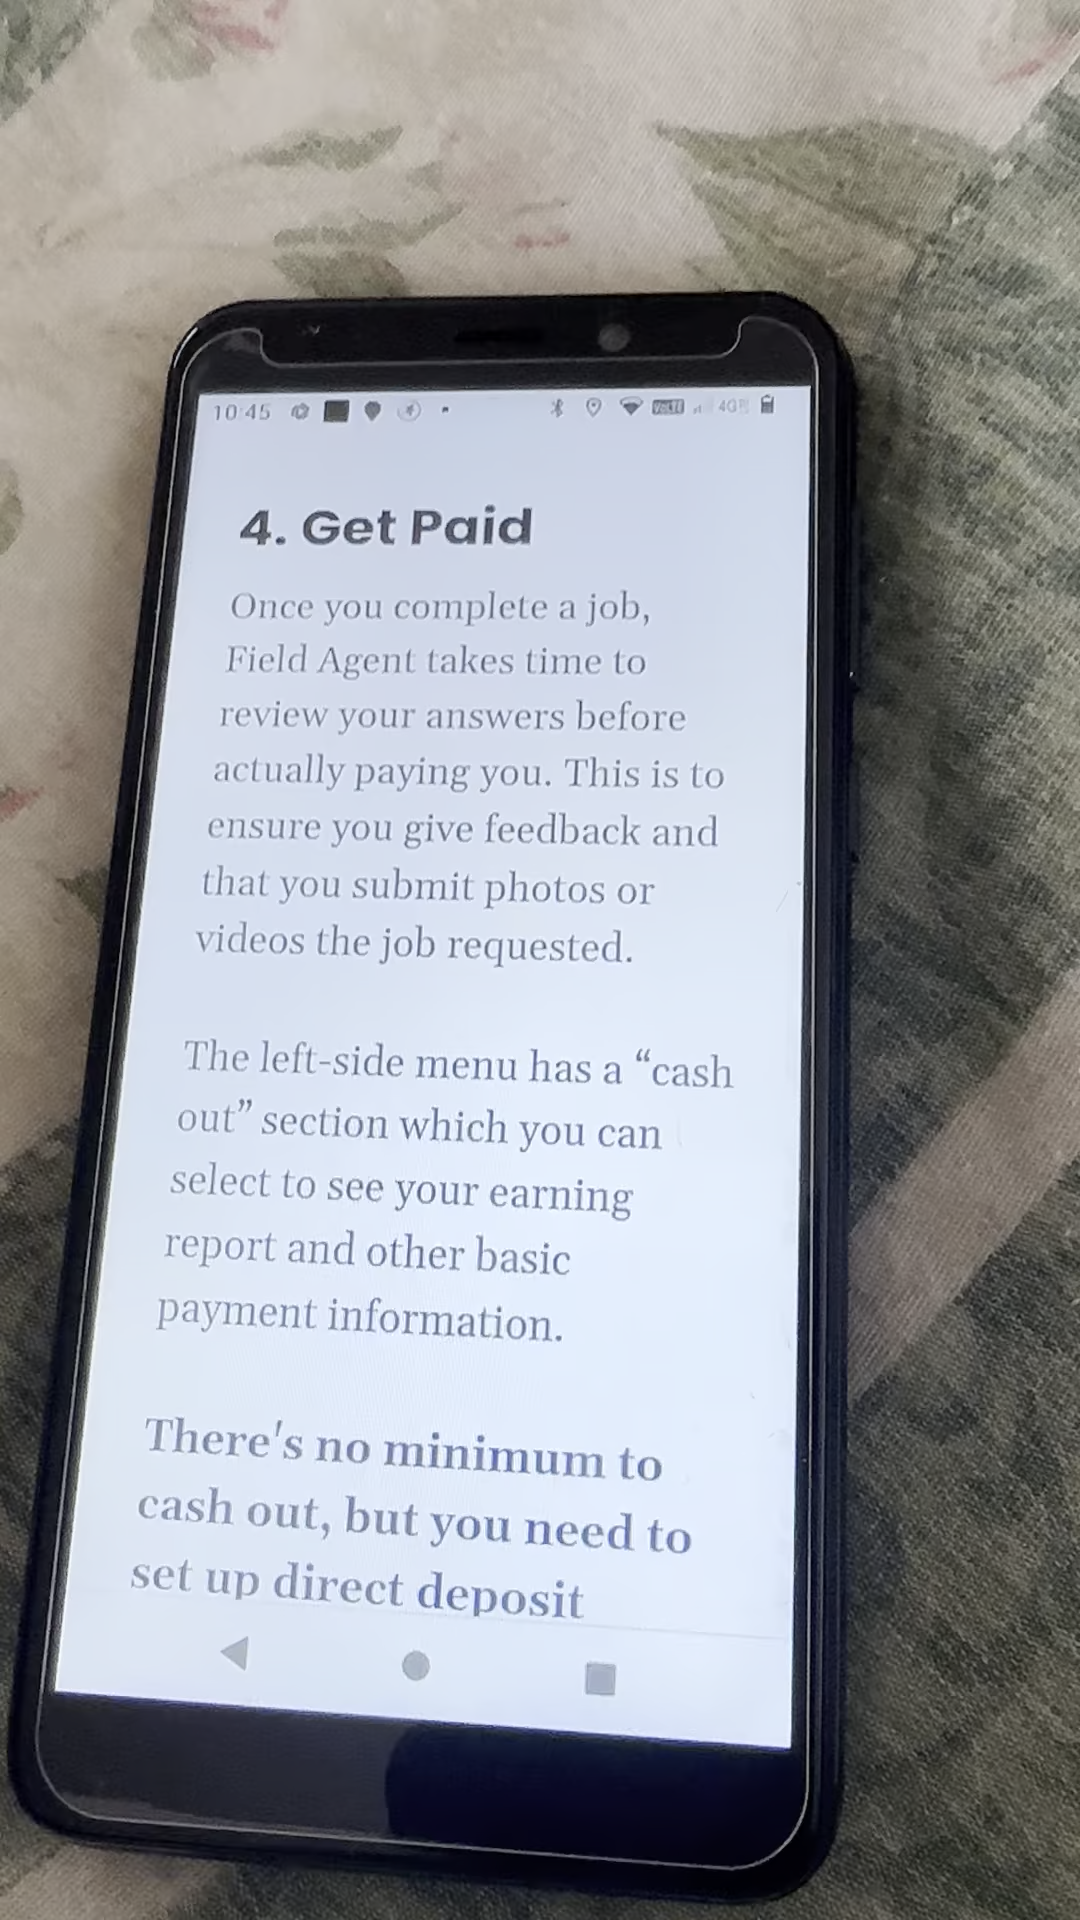 10:45
VoLTE 4G
4. Get Paid
Once you complete a job,
Field Agent takes time to
review your answers before
actually paying you. This is to
ensure you give feedback and
that you submit photos or
videos the job requested.
The left-side menu has a “cash
out” section which you can
select to see your earning
report and other basic
payment information.
There's no minimum to
cash out, but you need to
set up direct deposit